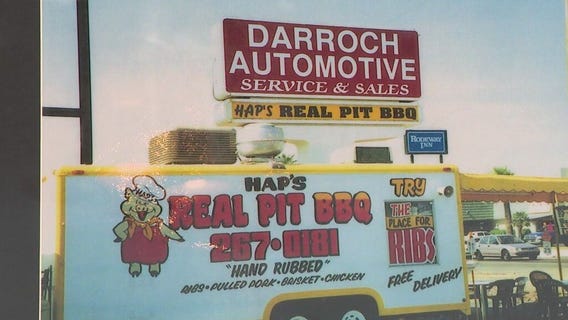 DARROCH
AUTOMOTIVE
SERVICE & SALES
HAP'S REAL PIT BBQ
RODEWAY
INN
HAP'S
REAL PIT BBQ
267•0181
"HAND RUBBED"
RIBS•PULLED PORK•BRISKET•CHICKEN
TRY
THE
PLACE FOR
RIBS
FREE DELIVERY